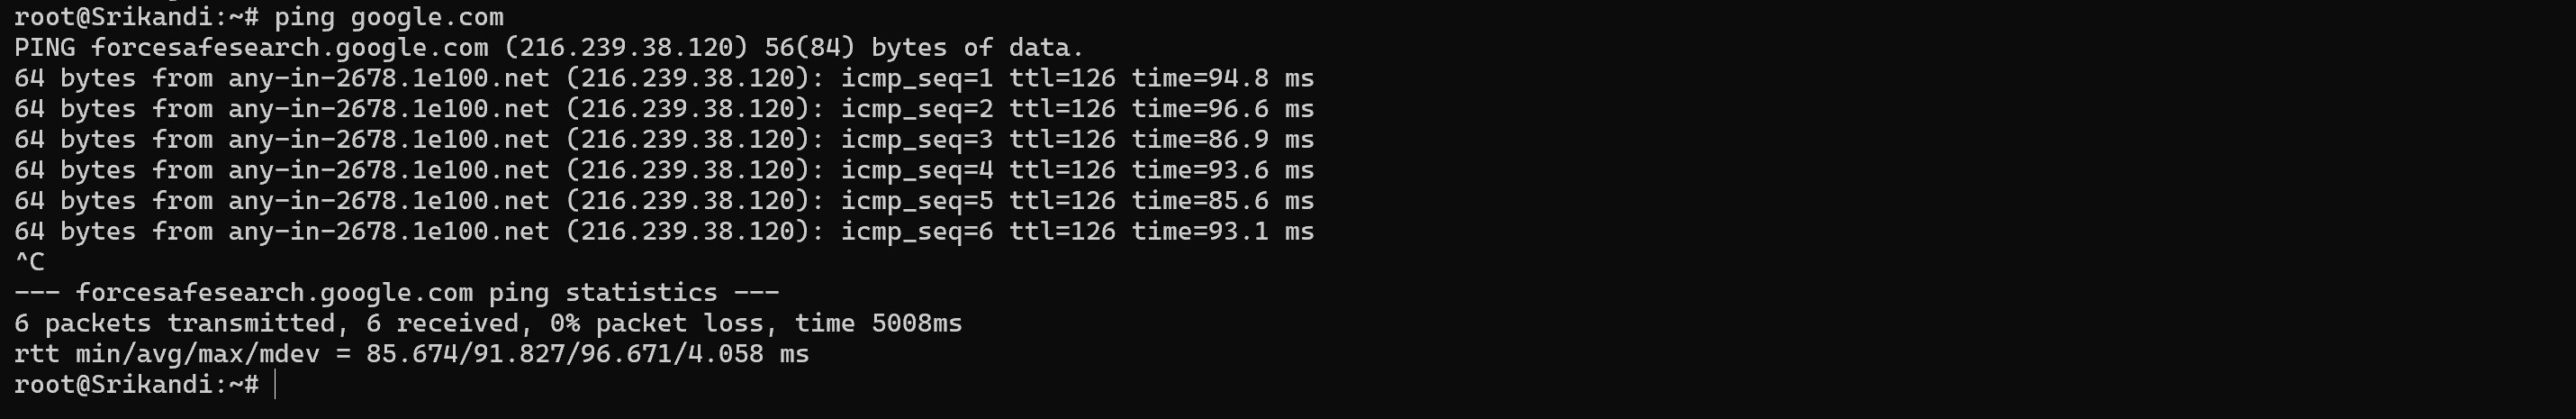 root@Srikandi:~# ping google.com
PING forcesafesearch.google.com (216.239.38.120) 56(84) bytes of data.
64 bytes from any-in-2678.1e100.net (216.239.38.120): icmp_seq=1 ttl=126 time=94.8 ms
64 bytes from any-in-2678.1e100.net (216.239.38.120): icmp_seq=2 ttl=126 time=96.6 ms
64 bytes from any-in-2678.1e100.net (216.239.38.120): icmp_seq=3 ttl=126 time=86.9 ms
64 bytes from any-in-2678.1e100.net (216.239.38.120): icmp_seq=4 ttl=126 time=93.6 ms
64 bytes from any-in-2678.1e100.net (216.239.38.120): icmp_seq=5 ttl=126 time=85.6 ms
64 bytes from any-in-2678.1e100.net (216.239.38.120): icmp_seq=6 ttl=126 time=93.1 ms
^C
--- forcesafesearch.google.com ping statistics ---
6 packets transmitted, 6 received, 0% packet loss, time 5008ms
rtt min/avg/max/mdev = 85.674/91.827/96.671/4.058 ms
root@Srikandi:~#